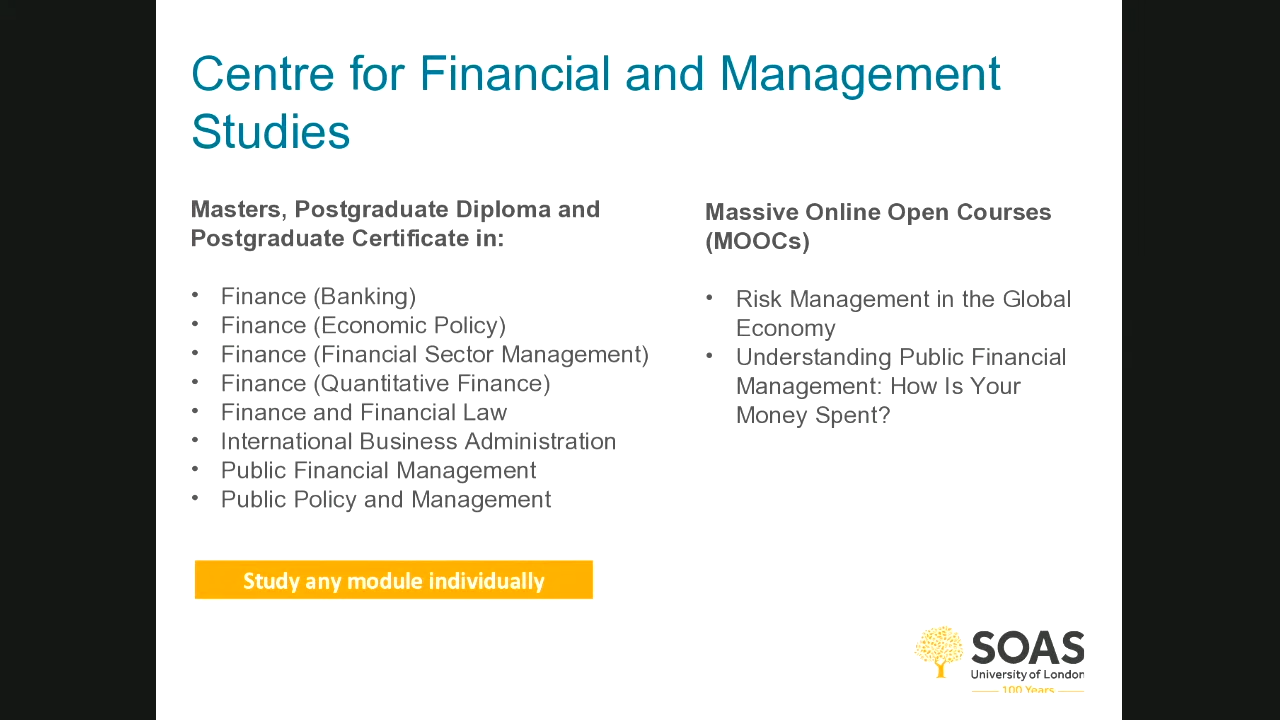 Centre for Financial and Management
Studies
Masters, Postgraduate Diploma and
Postgraduate Certificate in:
• Finance (Banking)
• Finance (Economic Policy)
• Finance (Financial Sector Management)
• Finance (Quantitative Finance)
• Finance and Financial Law
• International Business Administration
• Public Financial Management
• Public Policy and Management
Study any module individually
Massive Online Open Courses
(MOOCs)
• Risk Management in the Global
Economy
• Understanding Public Financial
Management: How Is Your
Money Spent?
SOAS
University of London
100 Years